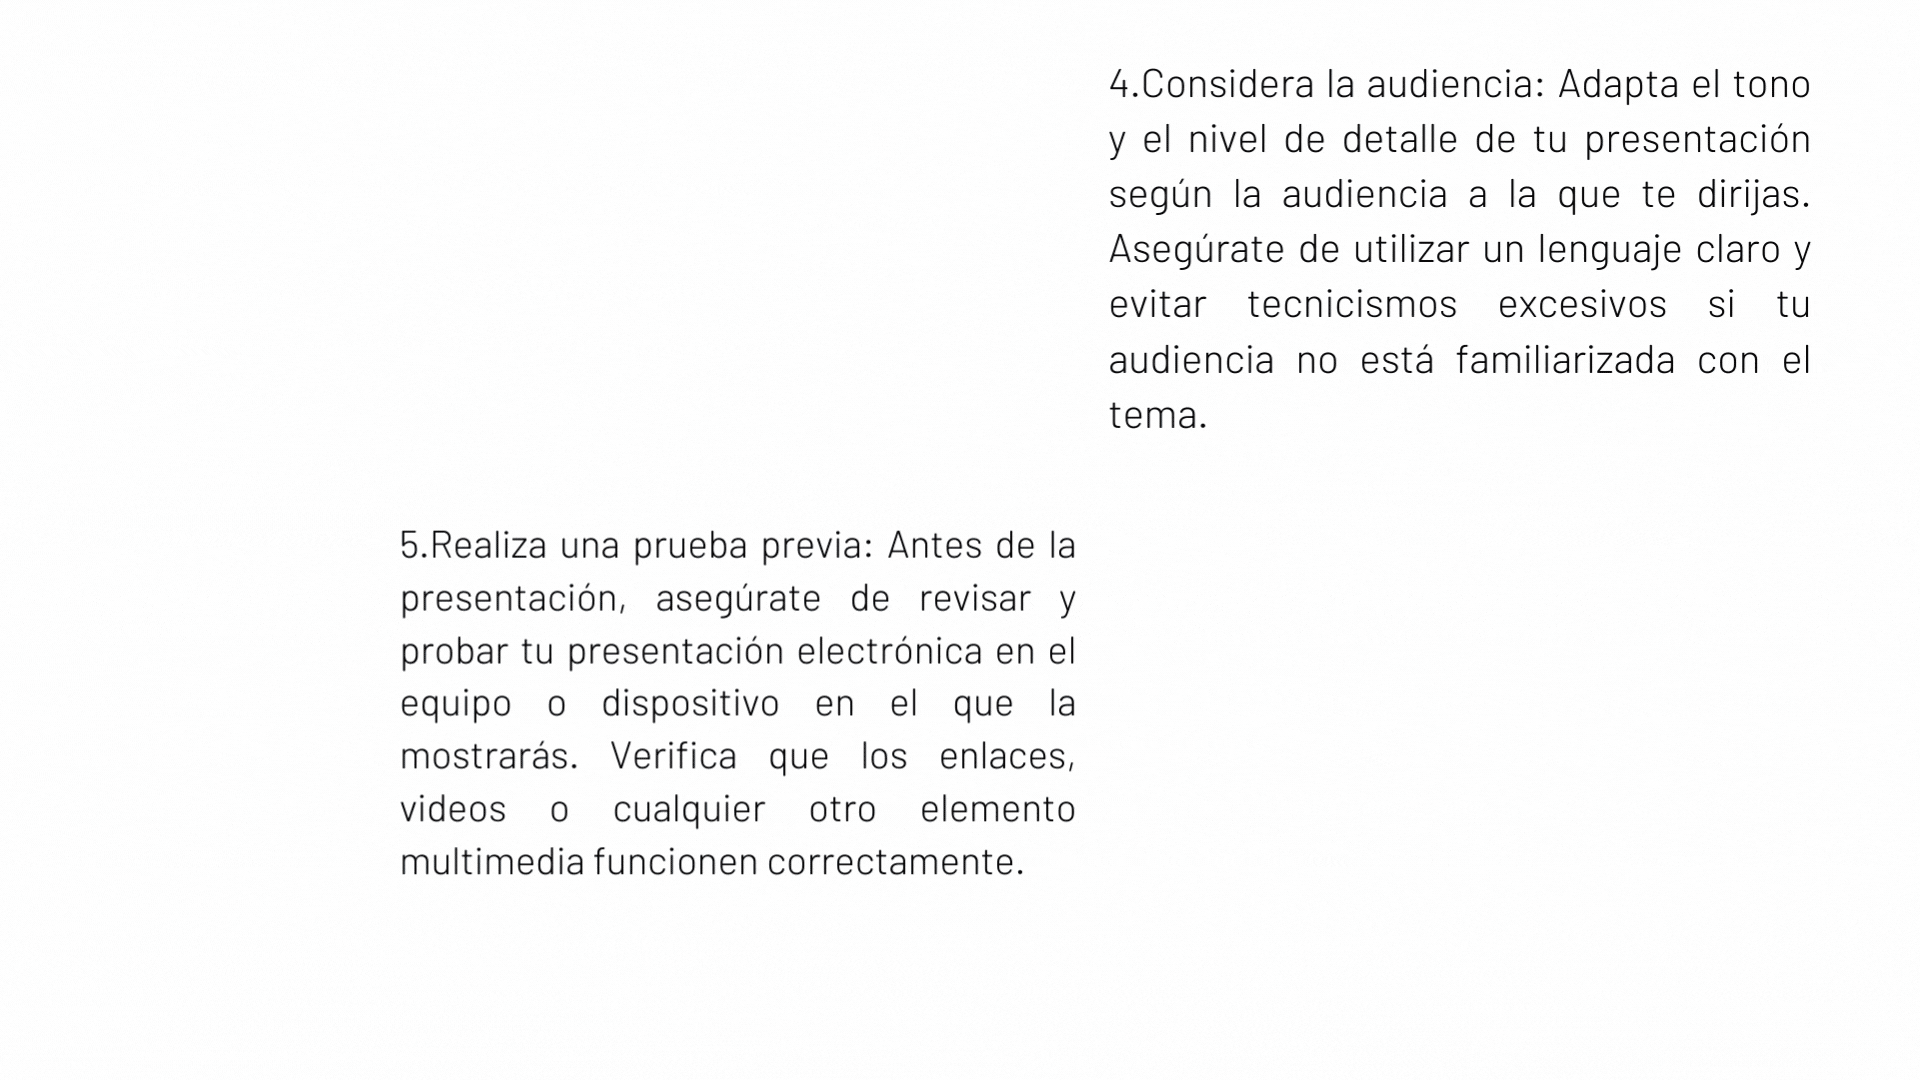 4.Considera la audiencia: Adapta el tono
y el nivel de detalle de tu presentación
según la audiencia a la que te dirijas.
Asegúrate de utilizar un lenguaje claro y
evitar tecnicismos excesivos si tu
audiencia no está familiarizada con el
tema.
5.Realiza una prueba previa: Antes de la
presentación, asegúrate de revisar y
probar tu presentación electrónica en el
equipo o dispositivo en el que la
mostrarás. Verifica que los enlaces,
videos o cualquier otro elemento
multimedia funcionen correctamente.